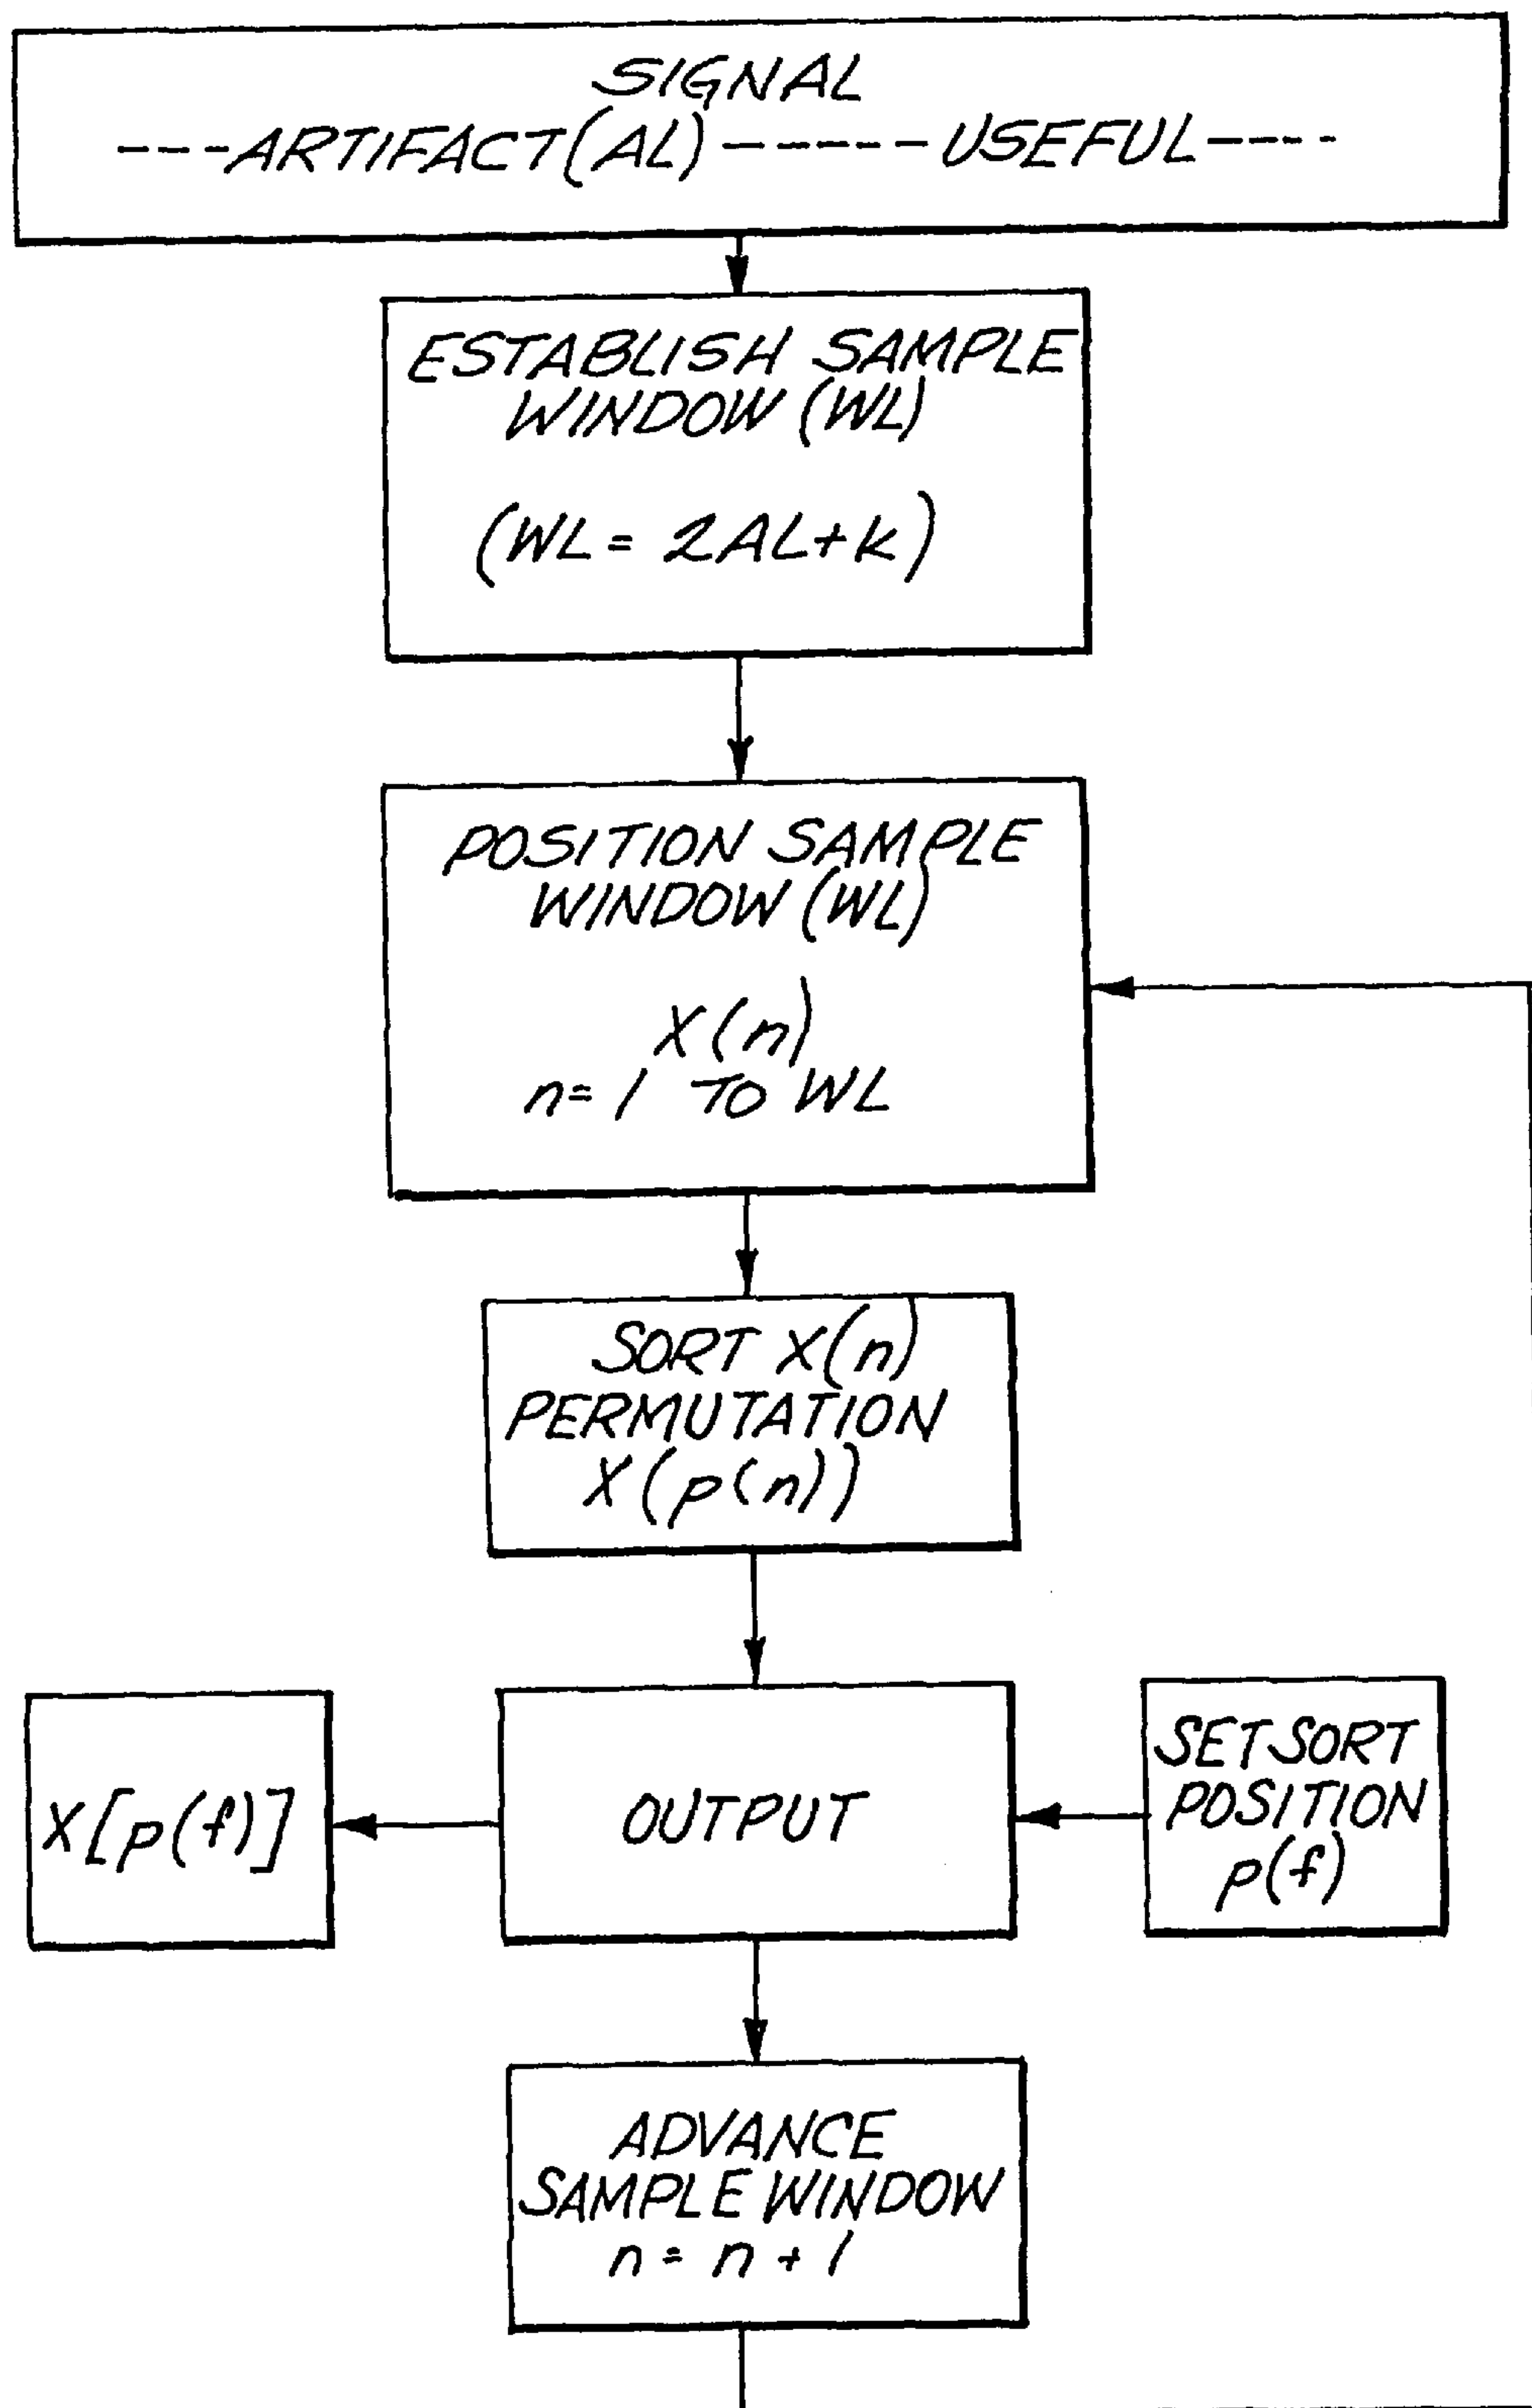 SIGNAL
---ARTIFACT(AL)-----USEFUL----
ESTABLISH SAMPLE
WINDOW (WL)
(WL = 2AL+k)
POSITION SAMPLE
WINDOW (WL)
X(n)
n=1 TO WL
SORT X(n)
PERMUTATION
X(p(n))
X[p(f)]
OUTPUT
SET SORT
POSITION
p(f)
ADVANCE
SAMPLE WINDOW
n = n + 1